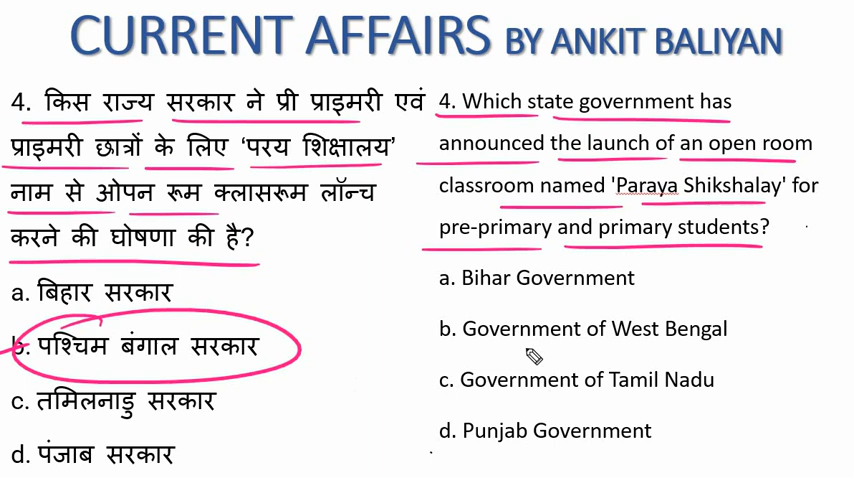 CURRENT AFFAIRS BY ANKIT BALIYAN
4. किस राज्य सरकार ने प्री प्राइमरी एवं
प्राइमरी छात्रों के लिए ‘परय शिक्षालय’
नाम से ओपन रूम क्लासरूम लॉन्च
करने की घोषणा की है?
a. बिहार सरकार
b. पश्चिम बंगाल सरकार
c. तमिलनाडु सरकार
d. पंजाब सरकार
4. Which state government has
announced the launch of an open room
classroom named 'Paraya Shikshalay' for
pre-primary and primary students?
a. Bihar Government
b. Government of West Bengal
c. Government of Tamil Nadu
d. Punjab Government